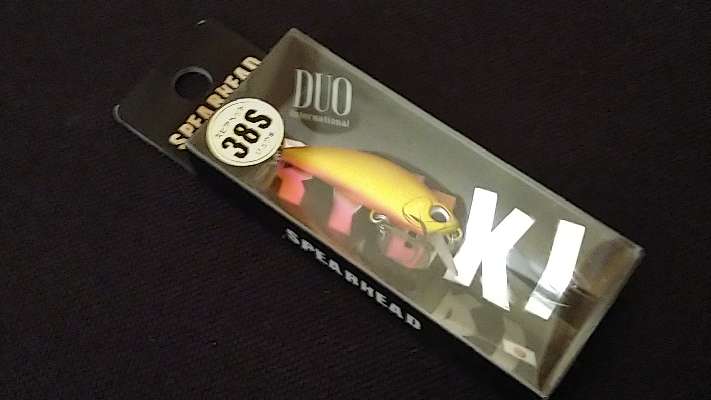 SPEARHEAD
DUO
International
38S
SPEARHEAD
KI